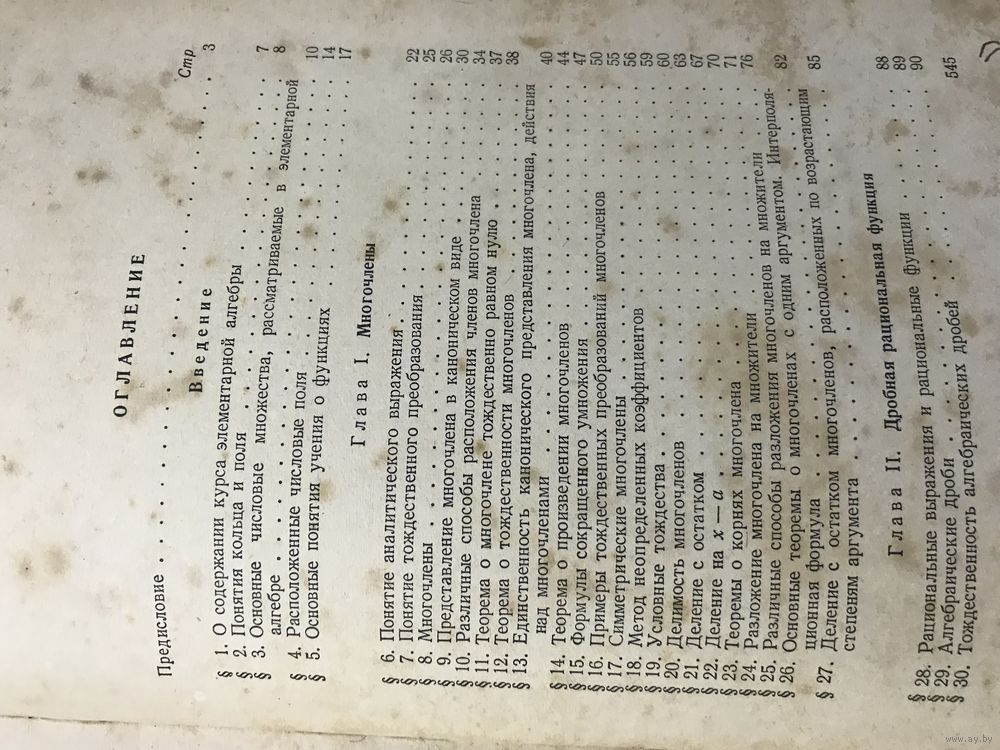 ОГЛАВЛЕНИЕ
Стр
Предисловие . . . . . . . . . . . . . . . . . . . 3
Введение
§ 1. О содержании курса элементарной алгебры . . . . . . 7
§ 2. Понятия кольца и поля . . . . . . . . . . . . . 8
§ 3. Основные числовые множества, рассматриваемые в элементарной
алгебре . . . . . . . . . . . . . . . . . . . 10
§ 4. Расположенные числовые поля . . . . . . . . . . . 14
§ 5. Основные понятия учения о функциях . . . . . . . . 17
Глава I. Многочлены
§ 6. Понятие аналитического выражения . . . . . . . . . 22
§ 7. Понятие тождественного преобразования . . . . . . . 25
§ 8. Многочлены . . . . . . . . . . . . . . . . . 26
§ 9. Представление многочлена в каноническом виде . . . . . 30
§ 10. Различные способы расположения членов многочлена . . . 34
§ 11. Теорема о многочлене тождественно равном нулю . . . . 37
§ 12. Теорема о тождественности многочленов . . . . . . . 38
§ 13. Единственность канонического представления многочлена, действия
над многочленами . . . . . . . . . . . . . . . 40
§ 14. Теорема о произведении многочленов . . . . . . . . 44
§ 15. Формулы сокращенного умножения . . . . . . . . . 47
§ 16. Примеры тождественных преобразований многочленов . . . 50
§ 17. Симметрические многочлены . . . . . . . . . . . 55
§ 18. Метод неопределенных коэффициентов . . . . . . . . 56
§ 19. Условные тождества . . . . . . . . . . . . . . 59
§ 20. Делимость многочленов . . . . . . . . . . . . . 60
§ 21. Деление с остатком . . . . . . . . . . . . . . 63
§ 22. Деление на x — a . . . . . . . . . . . . . . . 67
§ 23. Теоремы о корнях многочлена . . . . . . . . . . . 70
§ 24. Разложение многочлена на множители . . . . . . . . 71
§ 25. Различные способы разложения многочленов на множители . . 76
§ 26. Основные теоремы о многочленах с одним аргументом. Интерполя-
ционная формула . . . . . . . . . . . . . . . 82
§ 27. Деление с остатком многочленов, расположенных по возрастающим
степеням аргумента . . . . . . . . . . . . . . 85
Глава II. Дробная рациональная функция
§ 28. Рациональные выражения и рациональные функции . . . . 88
§ 29. Алгебраические дроби . . . . . . . . . . . . . 89
§ 30. Тождественность алгебраических дробей . . . . . . . 90
545
www.ay.by